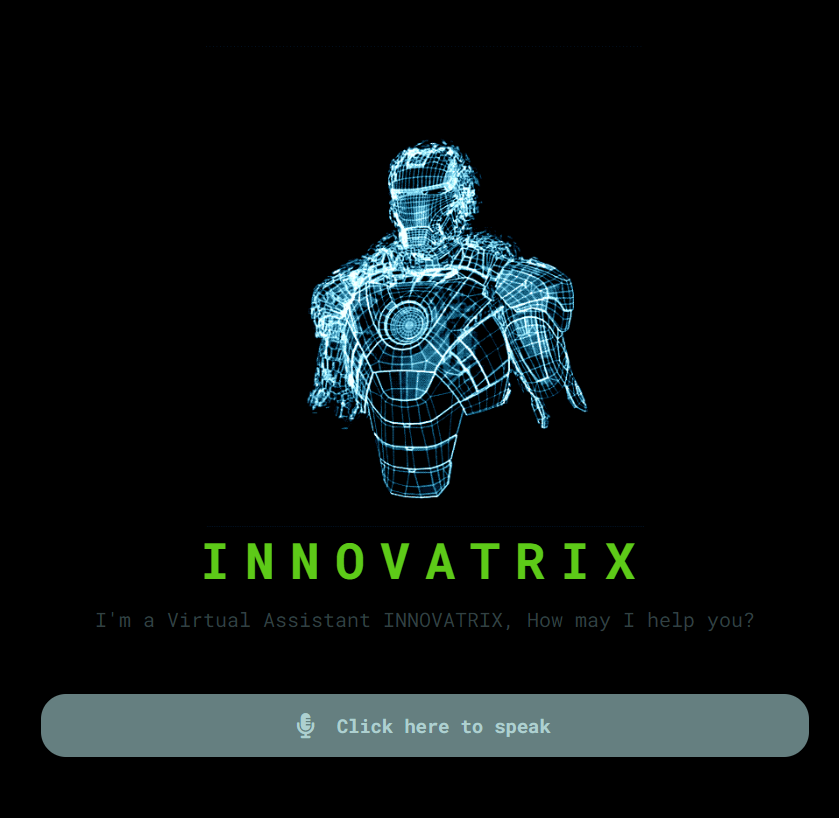 INNOVATRIX
I'm a Virtual Assistant INNOVATRIX, How may I help you?
Click here to speak